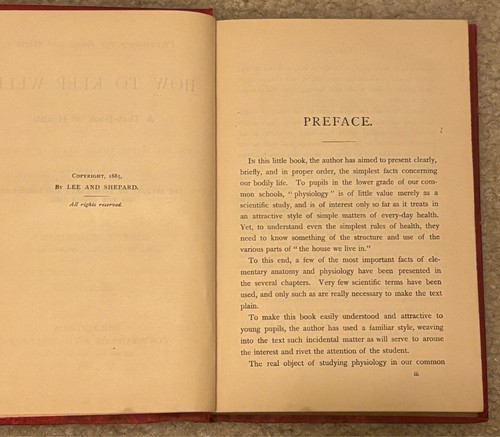 Copyright, 1885,
By LEE AND SHEPARD.
All rights reserved.
PREFACE.
In this little book, the author has aimed to present clearly,
briefly, and in proper order, the simplest facts concerning
our bodily life. To pupils in the lower grade of our com-
mon schools, "physiology" is of little value merely as a
scientific study, and is of interest only so far as it treats in
an attractive style of simple matters of every-day health.
Yet, to understand even the simplest rules of health, they
need to know something of the structure and use of the
various parts of "the house we live in."
To this end, a few of the most important facts of ele-
mentary anatomy and physiology have been presented in
the several chapters. Very few scientific terms have been
used, and only such as are really necessary to make the text
plain.
To make this book easily understood and attractive to
young pupils, the author has used a familiar style, weaving
into the text such incidental matter as will serve to arouse
the interest and rivet the attention of the student.
The real object of studying physiology in our common
iii